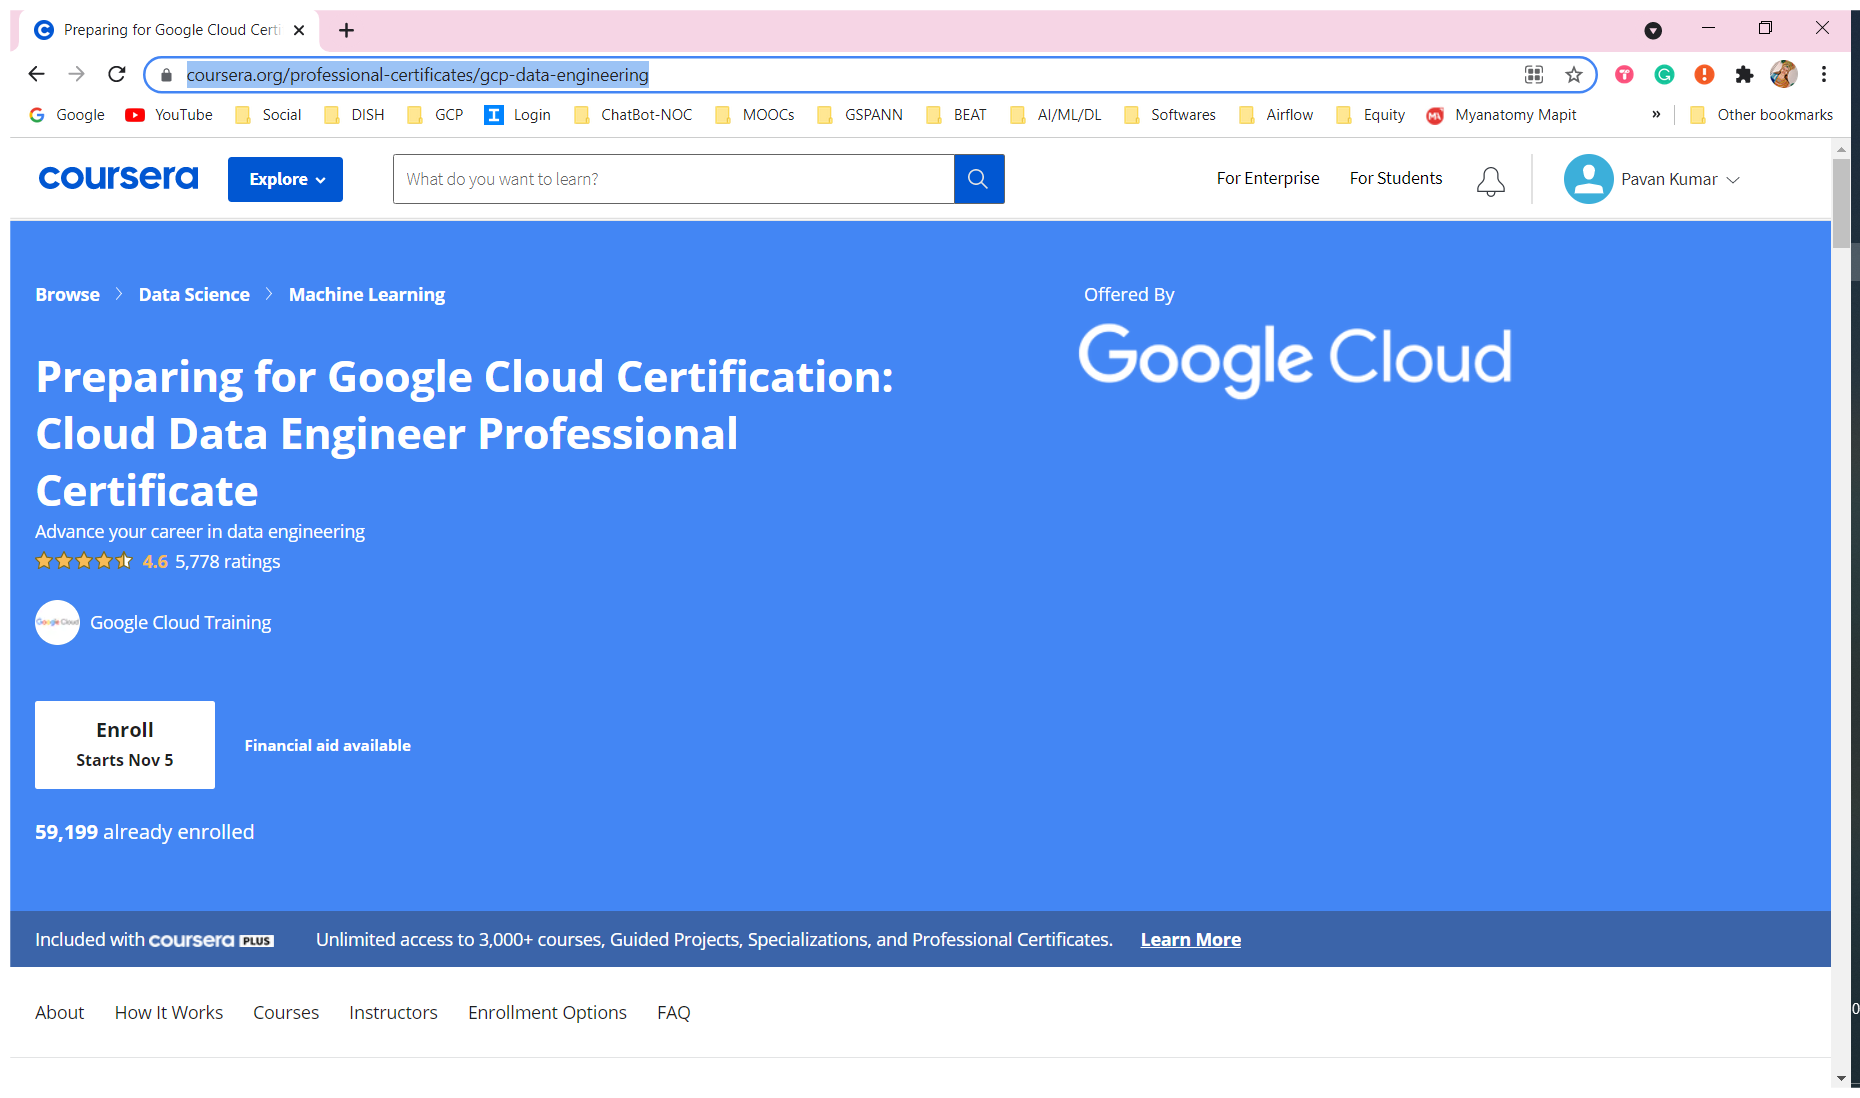 Preparing for Google Cloud Certi
coursera.org/professional-certificates/gcp-data-engineering
Google YouTube Social DISH GCP Login ChatBot-NOC MOOCs GSPANN BEAT AI/ML/DL Softwares Airflow Equity Myanatomy Mapit » Other bookmarks
coursera Explore What do you want to learn? For Enterprise For Students Pavan Kumar
Browse Data Science Machine Learning
Offered By
Google Cloud
Preparing for Google Cloud Certification:
Cloud Data Engineer Professional
Certificate
Advance your career in data engineering
4.6 5,778 ratings
Google Cloud Google Cloud Training
Enroll
Starts Nov 5
Financial aid available
59,199 already enrolled
Included with coursera PLUS Unlimited access to 3,000+ courses, Guided Projects, Specializations, and Professional Certificates. Learn More
About How It Works Courses Instructors Enrollment Options FAQ
0